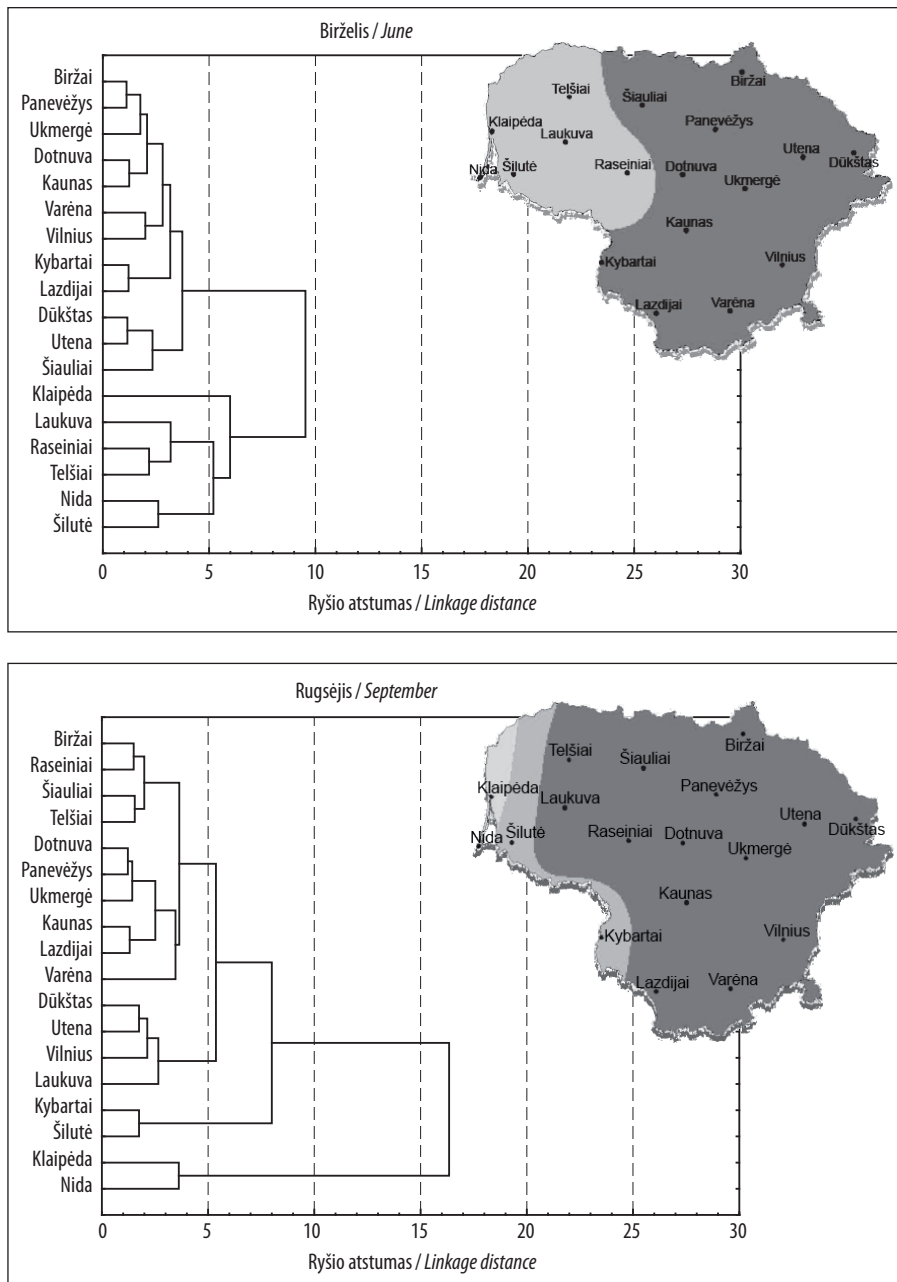 Birželis / June
Biržai
Panevėžys
Ukmergė
Dotnuva
Kaunas
Varėna
Vilnius
Kybartai
Lazdijai
Dūkštas
Utena
Šiauliai
Klaipėda
Laukuva
Raseiniai
Telšiai
Nida
Šilutė
0 5 10 15 20 25 30
Ryšio atstumas / Linkage distance
Biržai
Telšiai
Šiauliai
Panevėžys
Klaipėda
Laukuva
Utena
Dūkštas
Nida
Šilutė
Raseiniai
Dotnuva
Ukmergė
Kaunas
Kybartai
Vilnius
Lazdijai
Varėna
Rugsėjis / September
Biržai
Raseiniai
Šiauliai
Telšiai
Dotnuva
Panevėžys
Ukmergė
Kaunas
Lazdijai
Varėna
Dūkštas
Utena
Vilnius
Laukuva
Kybartai
Šilutė
Klaipėda
Nida
0 5 10 15 20 25 30
Ryšio atstumas / Linkage distance
Biržai
Telšiai
Šiauliai
Panevėžys
Klaipėda
Laukuva
Utena
Dūkštas
Nida
Šilutė
Raseiniai
Dotnuva
Ukmergė
Kaunas
Kybartai
Vilnius
Lazdijai
Varėna